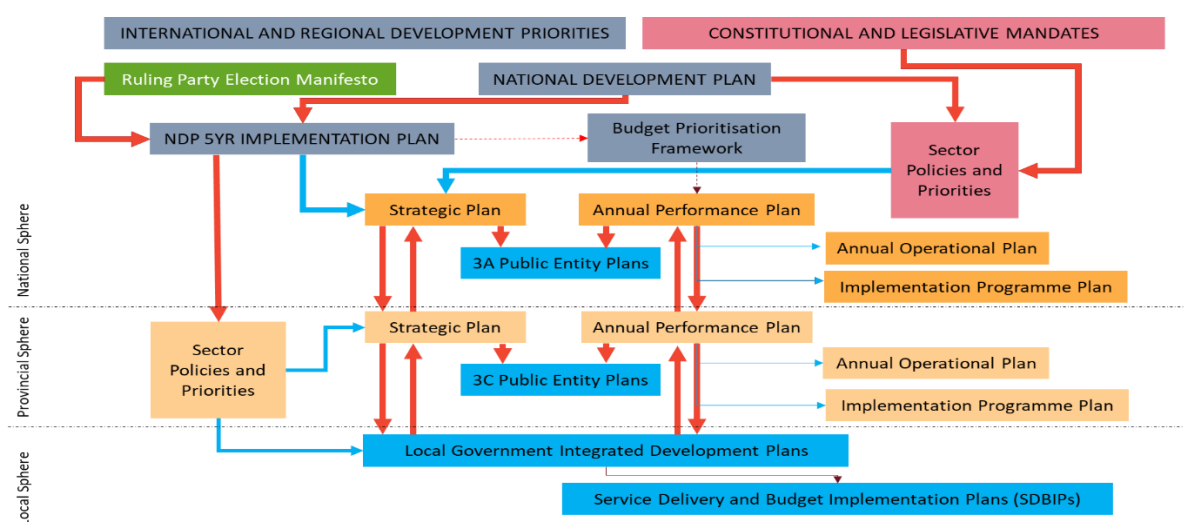 INTERNATIONAL AND REGIONAL DEVELOPMENT PRIORITIES
CONSTITUTIONAL AND LEGISLATIVE MANDATES
Ruling Party Election Manifesto
NATIONAL DEVELOPMENT PLAN
NDP 5YR IMPLEMENTATION PLAN
Budget Prioritisation
Framework
Sector
Policies and
Priorities
National Sphere
Strategic Plan
Annual Performance Plan
Annual Operational Plan
3A Public Entity Plans
Implementation Programme Plan
Provincial Sphere
Sector
Policies and
Priorities
Strategic Plan
Annual Performance Plan
Annual Operational Plan
3C Public Entity Plans
Implementation Programme Plan
Local Sphere
Local Government Integrated Development Plans
Service Delivery and Budget Implementation Plans (SDBIPs)